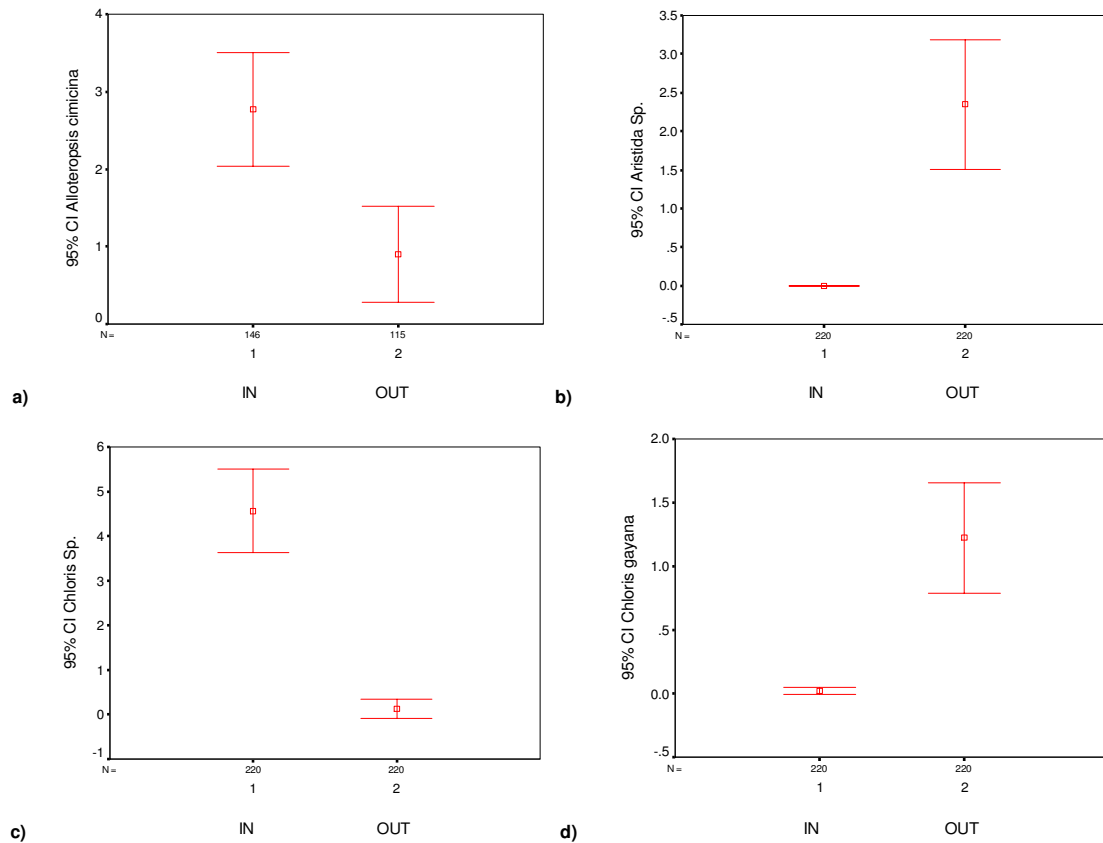 95% CI Alloteropsis cimicina
4
3
2
1
0
N = 146 115
1 2
a) IN OUT
95% CI Aristida Sp.
3.5
3.0
2.5
2.0
1.5
1.0
.5
0.0
-.5
N = 220 220
1 2
b) IN OUT
95% CI Chloris Sp.
6
5
4
3
2
1
0
-1
N = 220 220
1 2
c) IN OUT
95% CI Chloris gayana
2.0
1.5
1.0
.5
0.0
-.5
N = 220 220
1 2
d) IN OUT